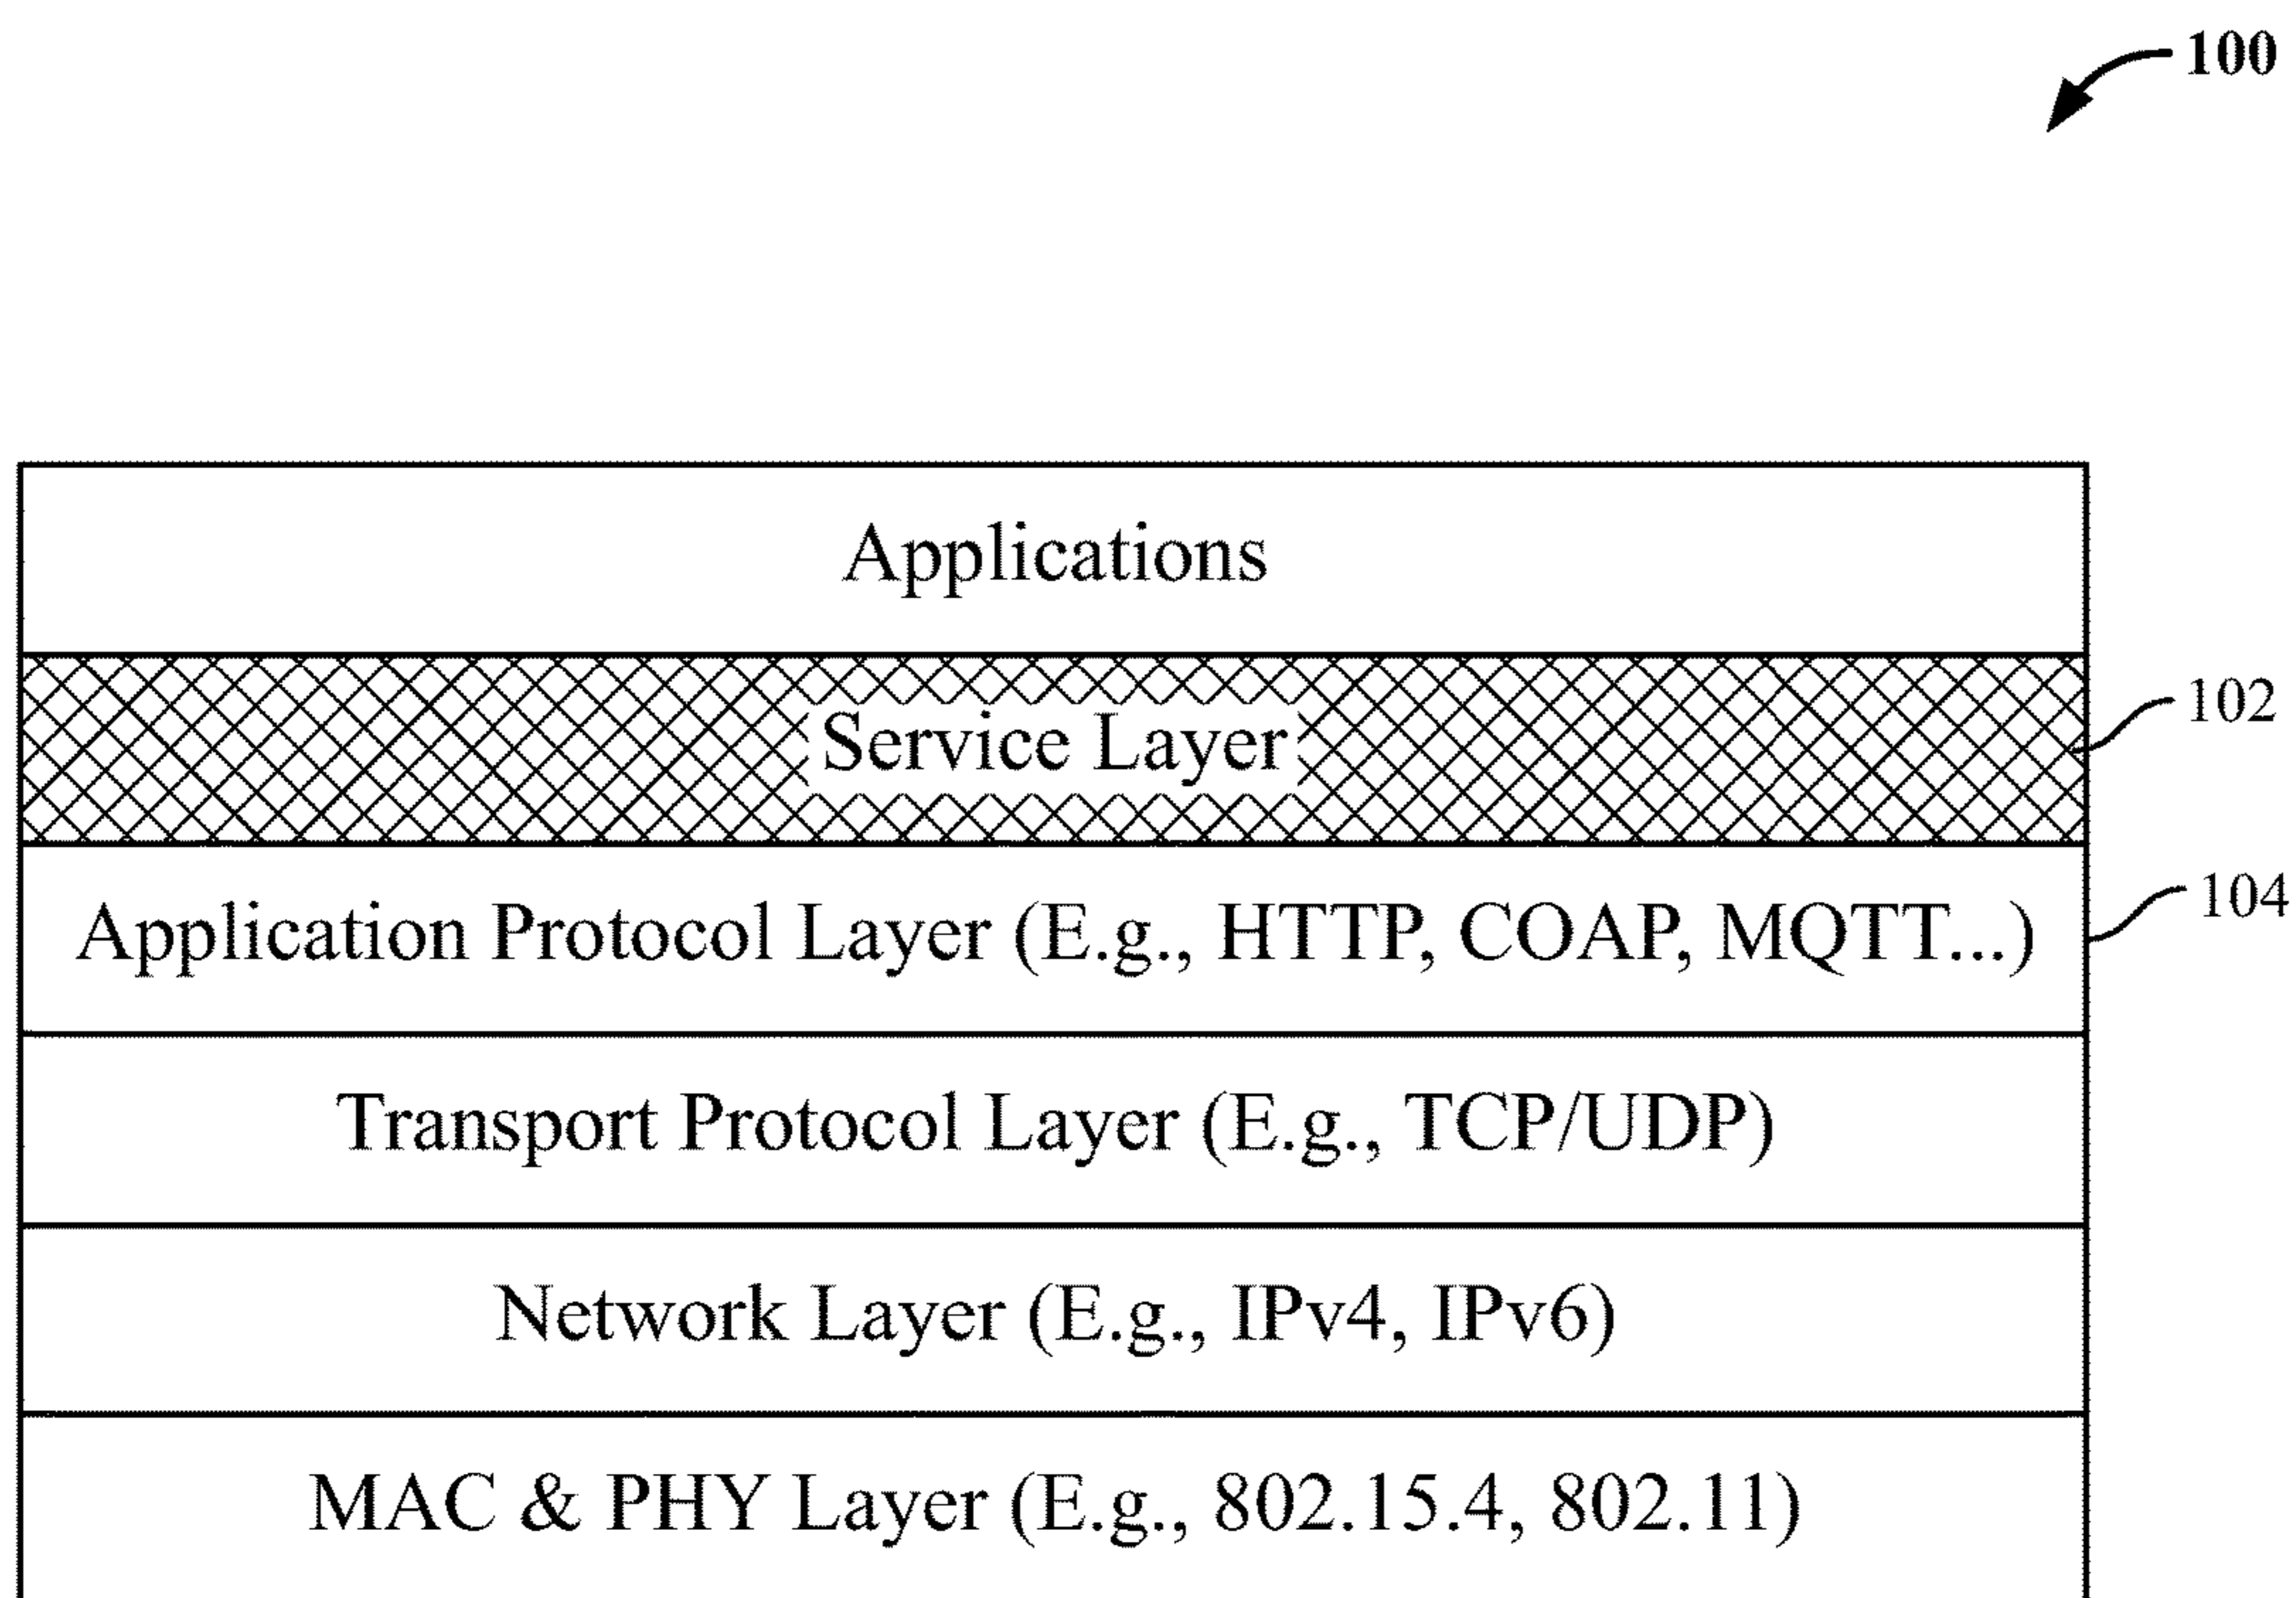 100
Applications
Service Layer
102
Application Protocol Layer (E.g., HTTP, COAP, MQTT...)
104
Transport Protocol Layer (E.g., TCP/UDP)
Network Layer (E.g., IPv4, IPv6)
MAC & PHY Layer (E.g., 802.15.4, 802.11)